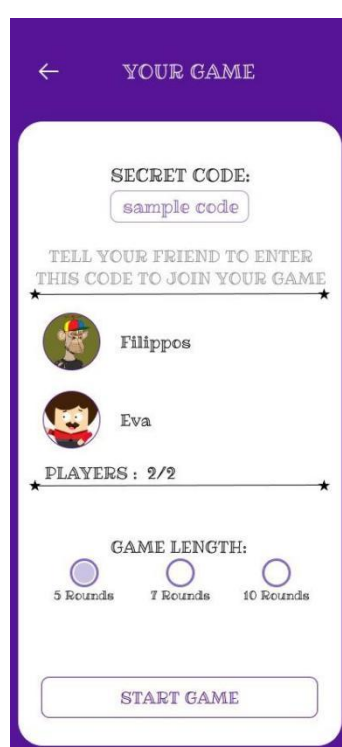 YOUR GAME
SECRET CODE:
sample code
TELL YOUR FRIEND TO ENTER
THIS CODE TO JOIN YOUR GAME
Filippos
Eva
PLAYERS : 2/2
GAME LENGTH:
5 Rounds 7 Rounds 10 Rounds
START GAME